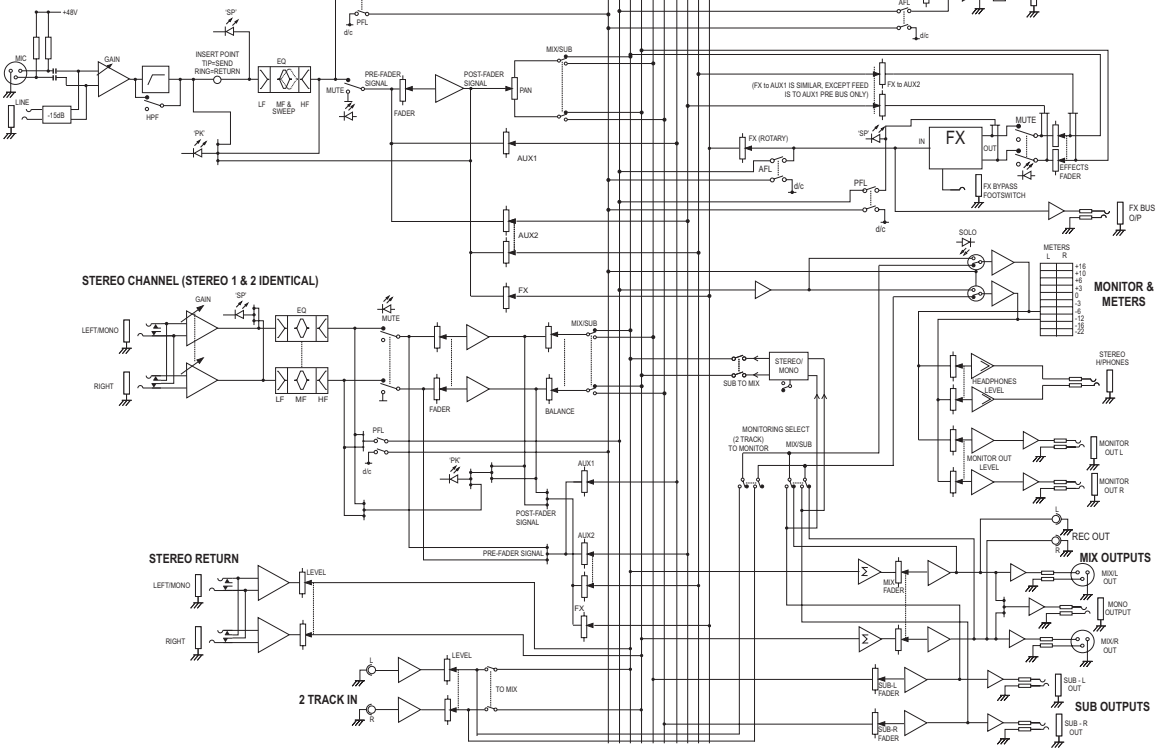 +48V
'SP'
PFL
d/c
AFL
d/c
MIC
GAIN
INSERT POINT
TIP=SEND
RING=RETURN
EQ
LF MF & HF
SWEEP
LINE
-15dB
HPF
'PK'
MUTE
PRE-FADER
SIGNAL
FADER
POST-FADER
SIGNAL
PAN
MIX/SUB
AUX1
AUX2
FX
(FX to AUX1 IS SIMILAR, EXCEPT FEED
IS TO AUX1 PRE BUS ONLY)
FX to AUX2
FX (ROTARY)
AFL
d/c
'SP'
IN
FX
OUT
MUTE
EFFECTS
FADER
FX BYPASS
FOOTSWITCH
PFL
d/c
FX BUS
O/P
SOLO
METERS
L R
+16
+10
+6
+3
0
-3
-6
-12
-16
-22
MONITOR &
METERS
STEREO CHANNEL (STEREO 1 & 2 IDENTICAL)
GAIN
'SP'
EQ
LEFT/MONO
RIGHT
LF MF HF
MUTE
FADER
MIX/SUB
BALANCE
PFL
d/c
'PK'
POST-FADER
SIGNAL
PRE-FADER SIGNAL
AUX1
AUX2
FX
STEREO/
MONO
SUB TO MIX
MONITORING SELECT
(2 TRACK)
TO MONITOR
MIX/SUB
STEREO
H/PHONES
HEADPHONES
LEVEL
MONITOR
OUT L
MONITOR OUT
LEVEL
MONITOR
OUT R
STEREO RETURN
LEFT/MONO
LEVEL
RIGHT
L
REC OUT
R
MIX OUTPUTS
Σ
MIX
FADER
MIX/L
OUT
MONO
OUTPUT
Σ
MIX/R
OUT
2 TRACK IN
L
R
LEVEL
TO MIX
SUB-L
FADER
SUB - L
OUT
SUB OUTPUTS
SUB-R
FADER
SUB - R
OUT